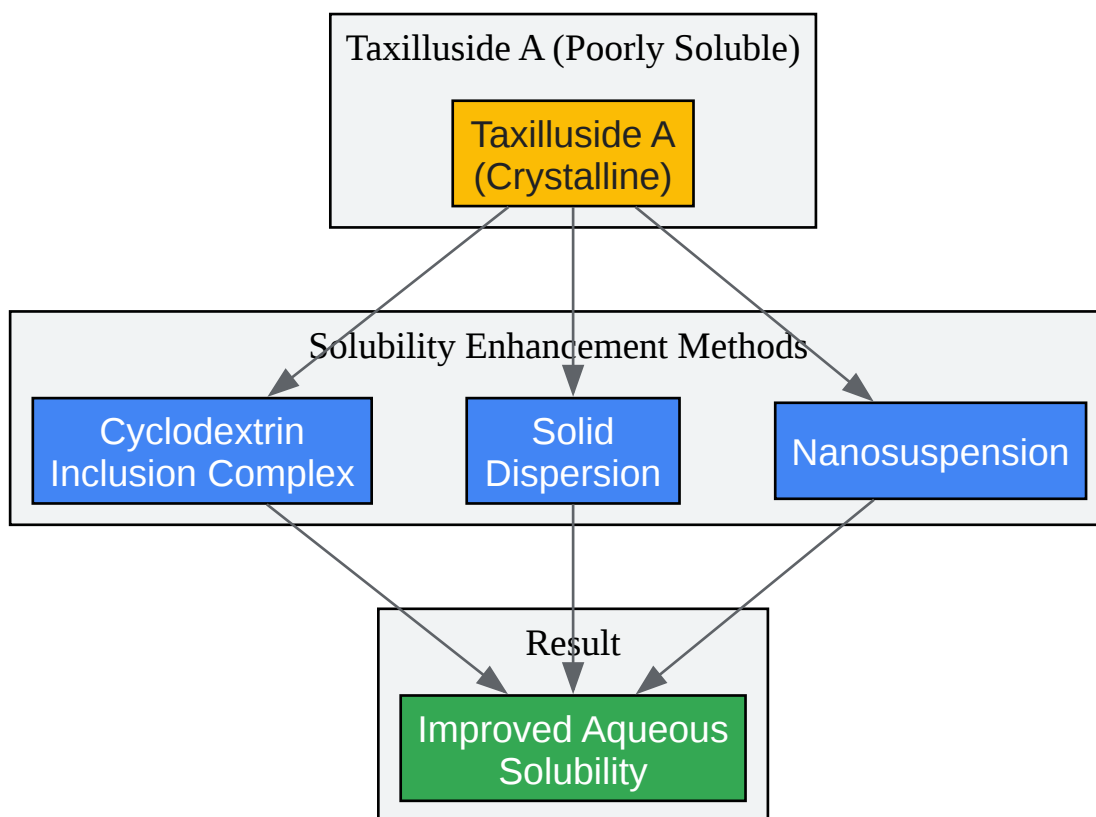 Taxilluside A (Poorly Soluble)
Taxilluside A
(Crystalline)
Solubility Enhancement Methods
Cyclodextrin
Inclusion Complex
Solid
Dispersion
Nanosuspension
Result
Improved Aqueous
Solubility